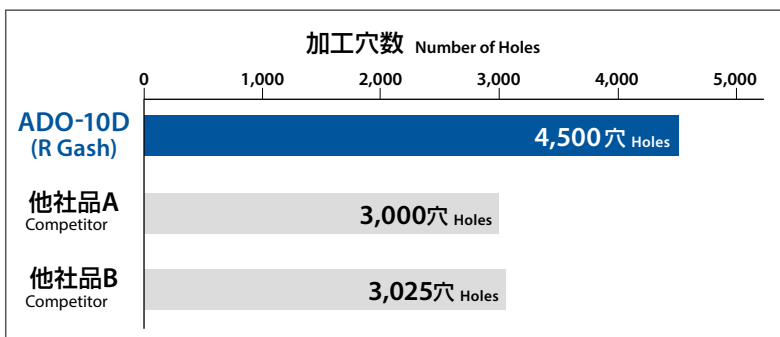 加工穴数 Number of Holes
0 1,000 2,000 3,000 4,000 5,000
ADO-10D
(R Gash)
4,500穴 Holes
他社品A
Competitor
3,000穴 Holes
他社品B
Competitor
3,025穴 Holes